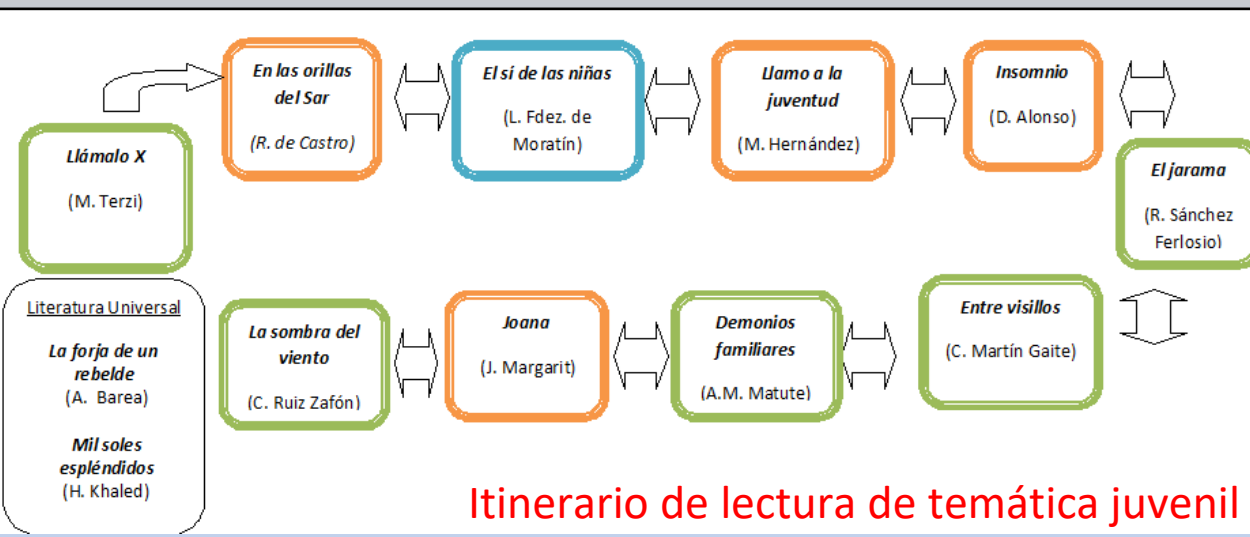 En las orillas
del Sar
(R. de Castro)
El sí de las niñas
(L. Fdez. de
Moratín)
Llamo a la
juventud
(M. Hernández)
Insomnio
(D. Alonso)
El jarama
(R. Sánchez
Ferlosio)
Llámalo X
(M. Terzi)
Literatura Universal
La forja de un
rebelde
(A. Barea)
Mil soles
espléndidos
(H. Khaled)
La sombra del
viento
(C. Ruiz Zafón)
Joana
(J. Margarit)
Demonios
familiares
(A.M. Matute)
Entre visillos
(C. Martín Gaite)
Itinerario de lectura de temática juvenil